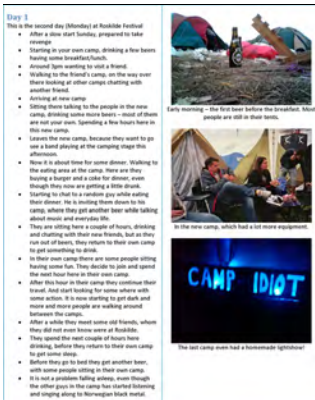 Day 1
This is the second day (Monday) at Roskilde Festival
• After a slow start Sunday, prepared to take
revenge
• Starting in your own camp, drinking a few beers
having some breakfast/lunch.
• Around 3pm wanting to visit a friend.
• Walking to the friend's camp, on the way over
there looking at other camps chatting with
another friend.
• Arriving at new camp
• Sitting there talking to the people in the new
camp, drinking some more beers – most of them
are not your own. Spending a few hours here in
this new camp.
• Leaves the new camp, because they want to go
see a band playing at the camping stage this
afternoon.
• Now it is about time for some dinner. Walking to
the eating area at the camp. Here are they
buying a burger and a coke for dinner, even
though they now are getting a little drunk.
• Starting to chat to a random guy while eating
their dinner. He is inviting them down to his
camp, where they get another beer while talking
about music and everyday life.
• They are sitting here a couple of hours, drinking
and chatting with their new friends, but as they
run out of beers, they return to their own camp
to get something to drink.
• In their own camp there are some people sitting
having some fun. They decide to join and spend
the next hour here in their own camp.
• After this hour in their camp they continue their
travel. And start looking for some where with
some action. It is now starting to get dark and
more and more people are walking around
between the camps.
• After a while they meet some old friends, whom
they did not even know were at Roskilde.
• They spend the next couple of hours here
drinking, before they return to their own camp
to get some sleep.
• Before they go to bed they get another beer,
with some people sitting in their own camp.
• It is not a problem falling asleep, even though
the other guys in the camp has started listening
and singing along to Norwegian black metal.
Early morning – the first beer before the breakfast. Most
people are still in their tents.
In the new camp, which had a lot more equipment.
CAMP IDIOT
The last camp even had a homemade lightshow!